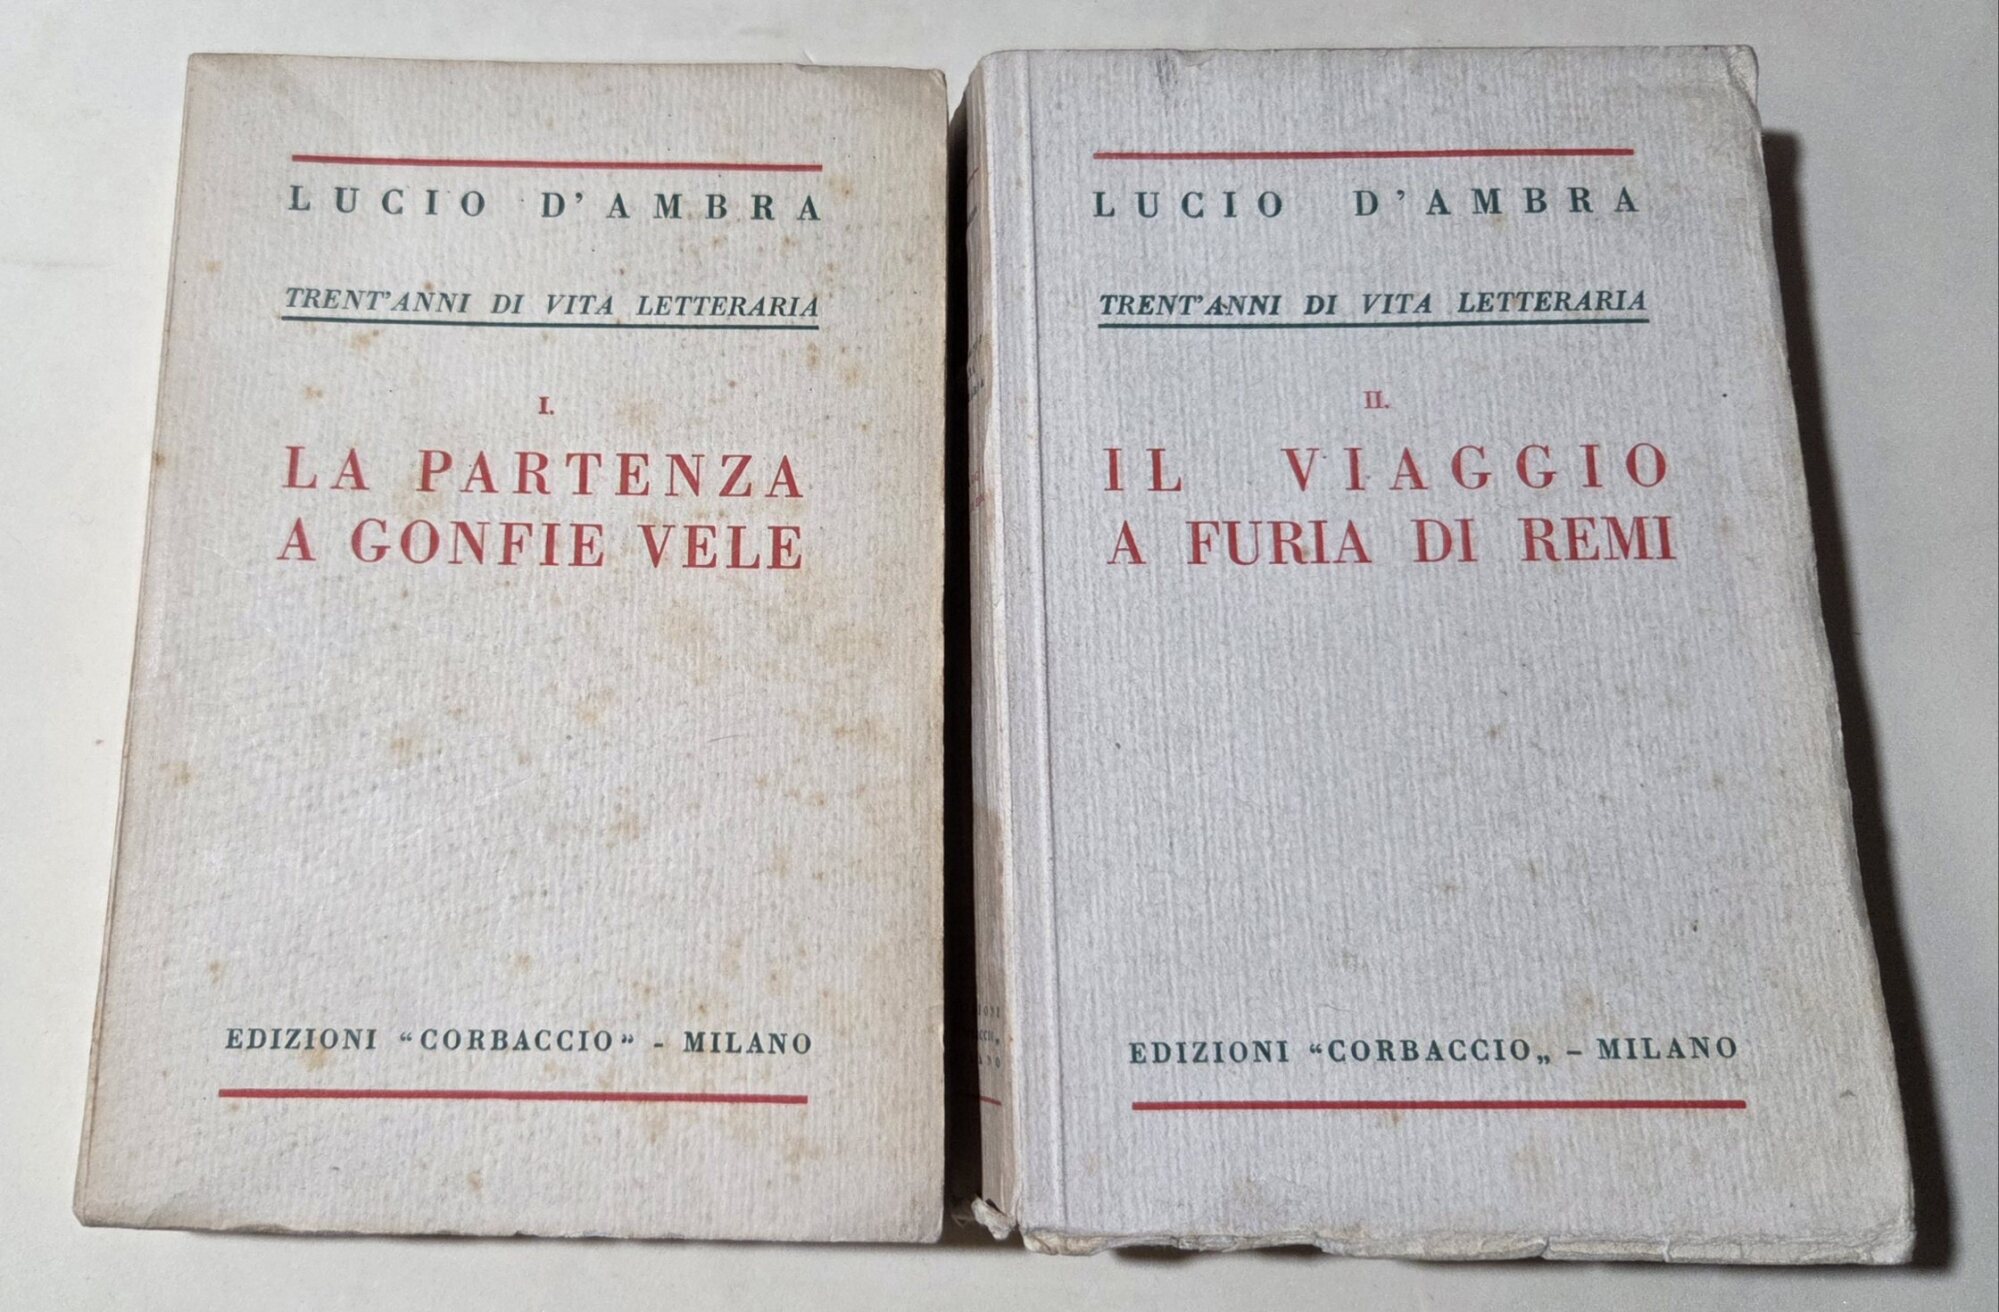 LUCIO D'AMBRA
TRENT'ANNI DI VITA LETTERARIA
I.
LA PARTENZA
A GONFIE VELE
EDIZIONI “CORBACCIO” - MILANO
LUCIO D'AMBRA
TRENT'ANNI DI VITA LETTERARIA
II.
IL VIAGGIO
A FURIA DI REMI
EDIZIONI “CORBACCIO„ - MILANO